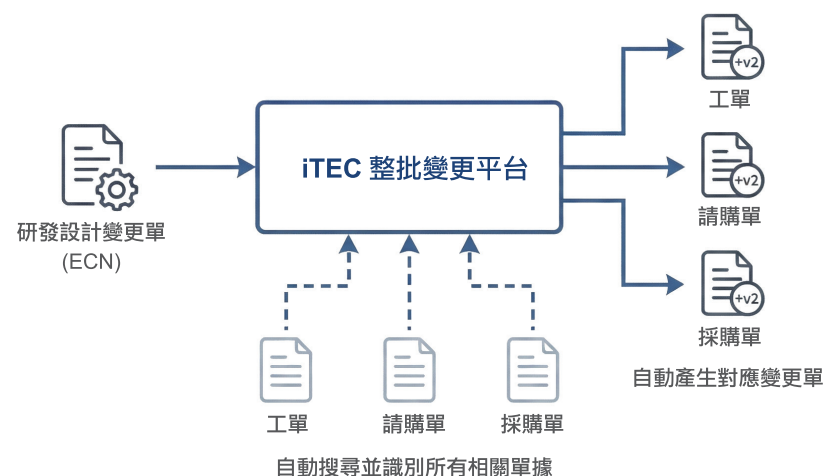 研發設計變更單
(ECN)
iTEC 整批變更平台
工單
請購單
採購單
自動搜尋並識別所有相關單據
+v2
工單
+v2
請購單
+v2
採購單
自動產生對應變更單